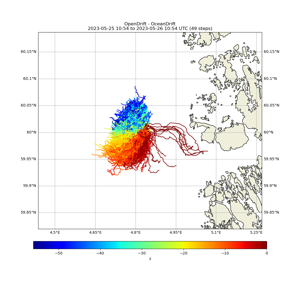 OpenDrift - OceanDrift
2023-05-25 10:54 to 2023-05-26 10:54 UTC (49 steps)
60.15°N 60.15°N
60.1°N 60.1°N
60.05°N 60.05°N
60°N 60°N
59.95°N 59.95°N
59.9°N 59.9°N
59.85°N 59.85°N
4.5°E 4.65°E 4.8°E 4.95°E 5.1°E 5.25°E
−50 −40 −30 −20 −10 0